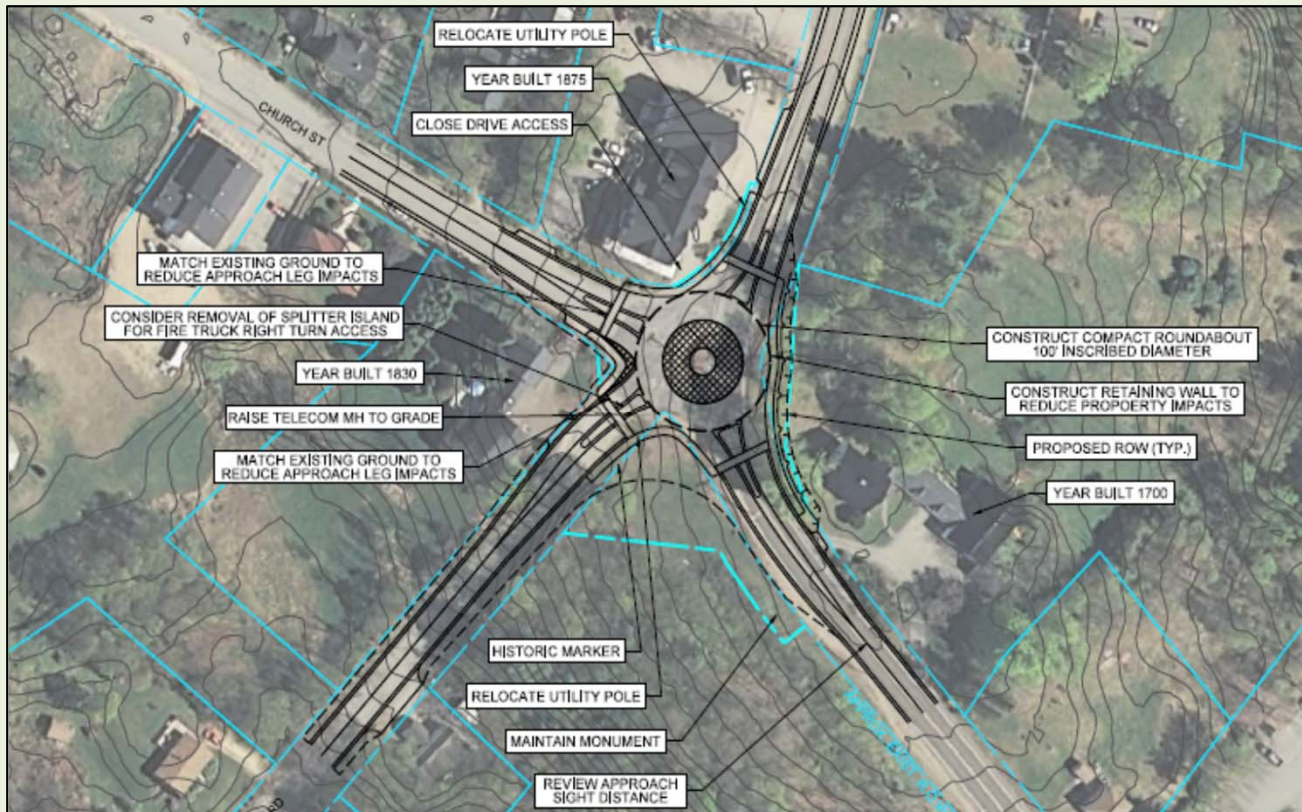 RELOCATE UTILITY POLE
YEAR BUILT 1875
CLOSE DRIVE ACCESS
CHURCH ST
MATCH EXISTING GROUND TO
REDUCE APPROACH LEG IMPACTS
CONSIDER REMOVAL OF SPLITTER ISLAND
FOR FIRE TRUCK RIGHT TURN ACCESS
YEAR BUILT 1830
RAISE TELECOM MH TO GRADE
MATCH EXISTING GROUND TO
REDUCE APPROACH LEG IMPACTS
CONSTRUCT COMPACT ROUNDABOUT
100' INSCRIBED DIAMETER
CONSTRUCT RETAINING WALL TO
REDUCE PROPOERTY IMPACTS
PROPOSED ROW (TYP.)
YEAR BUILT 1700
HISTORIC MARKER
RELOCATE UTILITY POLE
MAINTAIN MONUMENT
REVIEW APPROACH
SIGHT DISTANCE